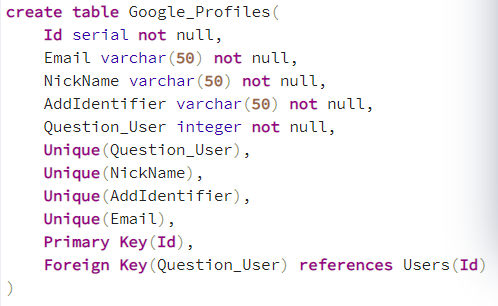 create table Google_Profiles(
Id serial not null,
Email varchar(50) not null,
NickName varchar(50) not null,
AddIdentifier varchar(50) not null,
Question_User integer not null,
Unique(Question_User),
Unique(NickName),
Unique(AddIdentifier),
Unique(Email),
Primary Key(Id),
Foreign Key(Question_User) references Users(Id)
)